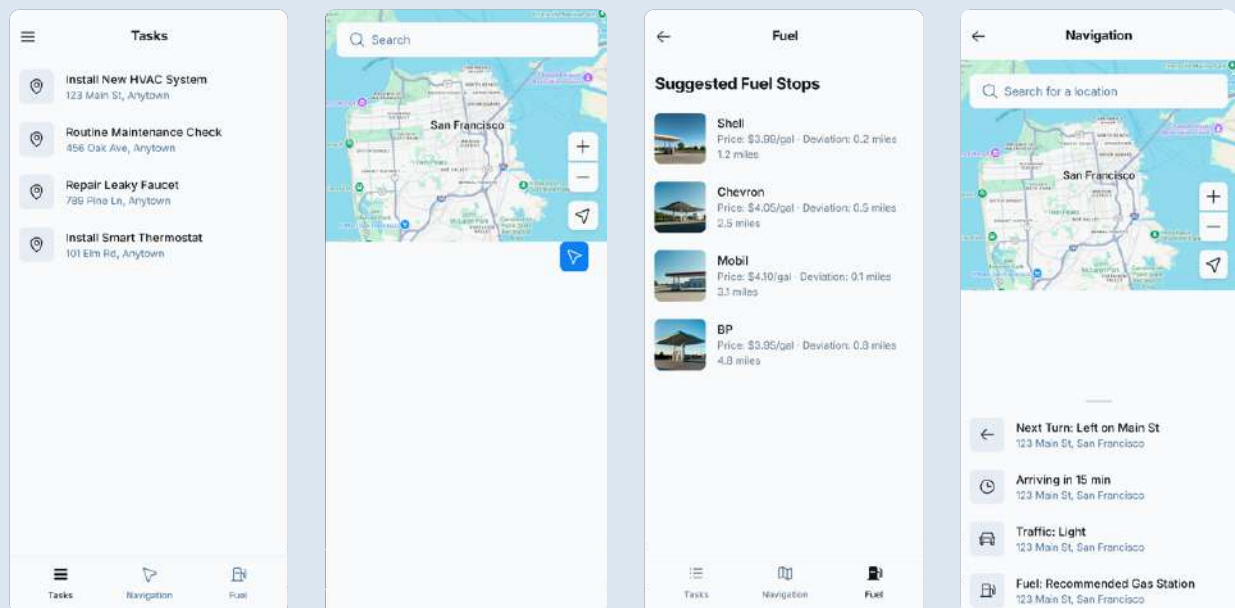 Tasks
Install New HVAC System
123 Main St, Anytown
Routine Maintenance Check
456 Oak Ave, Anytown
Repair Leaky Faucet
789 Pine Ln, Anytown
Install Smart Thermostat
101 Elm Rd, Anytown
Tasks
Navigation
Fuel
Search
San Francisco
Fuel
Suggested Fuel Stops
Shell
Price: $3.99/gal · Deviation: 0.2 miles
1.2 miles
Chevron
Price: $4.05/gal · Deviation: 0.5 miles
2.5 miles
Mobil
Price: $4.10/gal · Deviation: 0.1 miles
3.1 miles
BP
Price: $3.95/gal · Deviation: 0.8 miles
4.8 miles
Tasks
Navigation
Fuel
Navigation
Search for a location
San Francisco
Next Turn: Left on Main St
123 Main St, San Francisco
Arriving in 15 min
123 Main St, San Francisco
Traffic: Light
123 Main St, San Francisco
Fuel: Recommended Gas Station
123 Main St, San Francisco